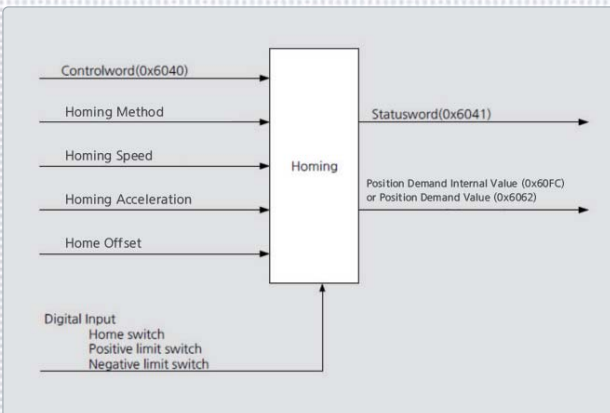 Controlword(0x6040)
Homing Method
Homing Speed
Homing Acceleration
Home Offset
Digital Input
Home switch
Positive limit switch
Negative limit switch
Homing
Statusword(0x6041)
Position Demand Internal Value (0x60FC)
or Position Demand Value (0x6062)